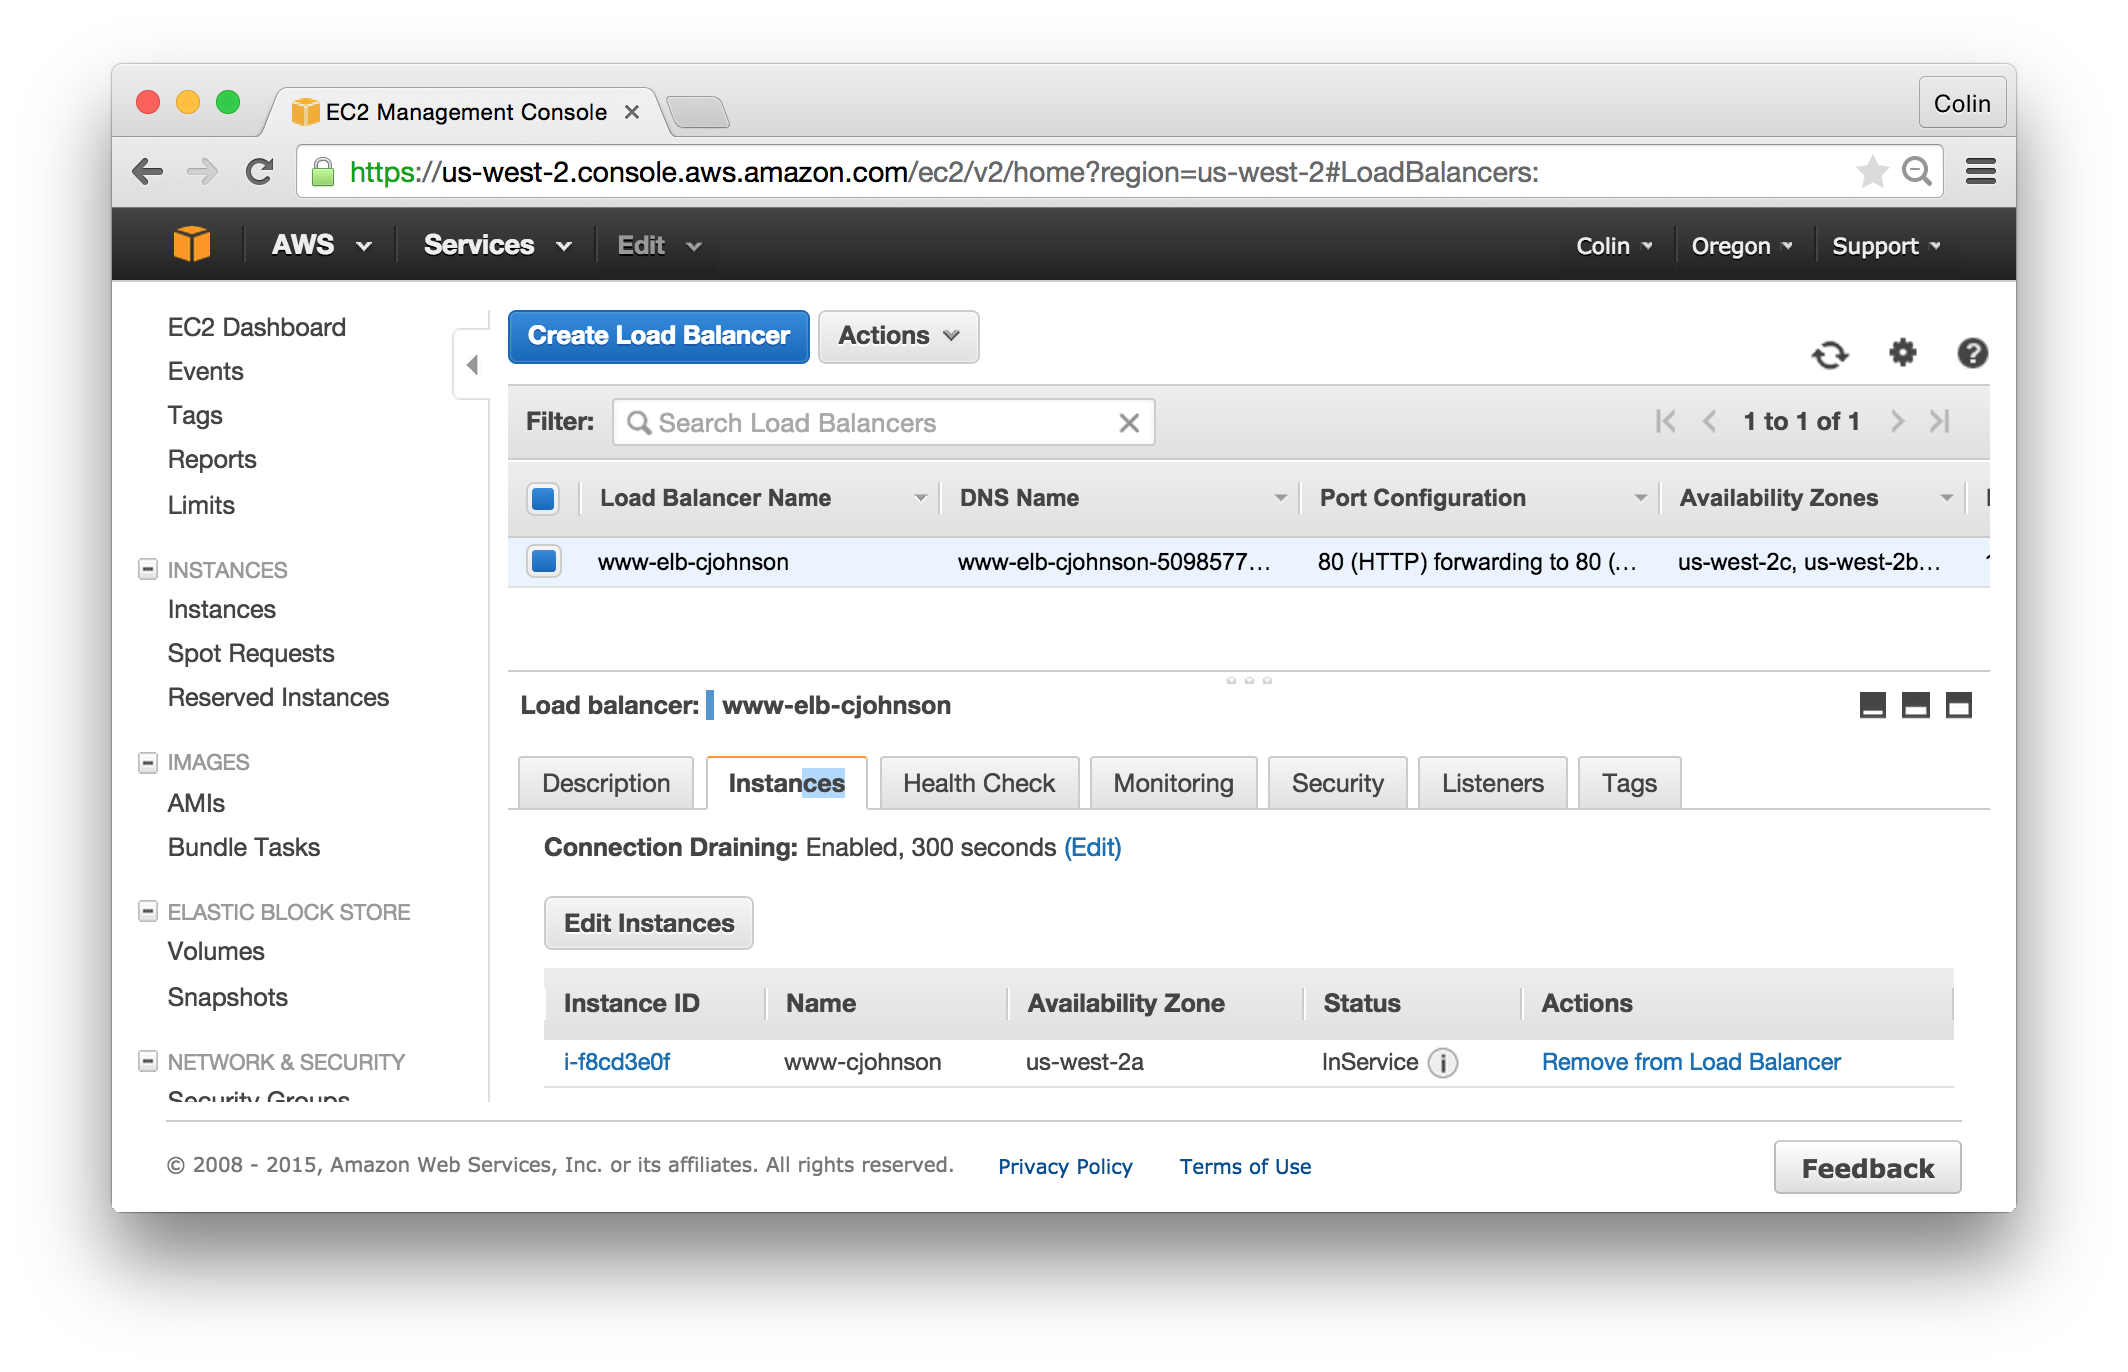 EC2 Management Console
Colin
https://us-west-2.console.aws.amazon.com/ec2/v2/home?region=us-west-2#LoadBalancers:
AWS Services Edit Colin Oregon Support
EC2 Dashboard
Events
Tags
Reports
Limits
INSTANCES
Instances
Spot Requests
Reserved Instances
IMAGES
AMIs
Bundle Tasks
ELASTIC BLOCK STORE
Volumes
Snapshots
NETWORK & SECURITY
Security Groups
Create Load Balancer Actions
Filter: Search Load Balancers 1 to 1 of 1
Load Balancer Name DNS Name Port Configuration Availability Zones
www-elb-cjohnson www-elb-cjohnson-5098577... 80 (HTTP) forwarding to 80 (... us-west-2c, us-west-2b...
Load balancer: www-elb-cjohnson
Description Instances Health Check Monitoring Security Listeners Tags
Connection Draining: Enabled, 300 seconds (Edit)
Edit Instances
Instance ID Name Availability Zone Status Actions
i-f8cd3e0f www-cjohnson us-west-2a InService Remove from Load Balancer
© 2008 - 2015, Amazon Web Services, Inc. or its affiliates. All rights reserved. Privacy Policy Terms of Use Feedback